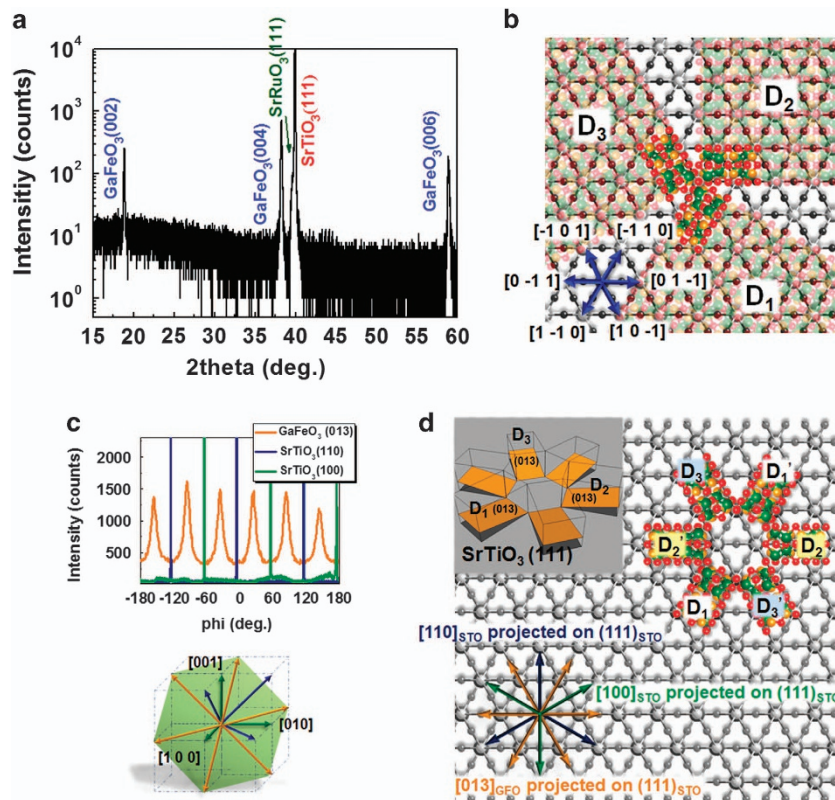 a
Intensitiy (counts)
10⁴
10³
10²
10¹
10⁰
GaFeO₃(002)
GaFeO₃(004)
SrRuO₃(111)
SrTiO₃(111)
GaFeO₃(006)
15 20 25 30 35 40 45 50 55 60
2theta (deg.)
b
D₃
D₂
D₁
[-1 0 1] [-1 1 0]
[0 -1 1] [0 1 -1]
[1 -1 0] [1 0 -1]
c
GaFeO₃ (013)
SrTiO₃(110)
SrTiO₃(100)
Intensity (counts)
2000
1500
1000
500
-180 -120 -60 0 60 120 180
phi (deg.)
[001]
[010]
[1 0 0]
d
D₃
(013)
D₂
(013)
D₁ (013)
SrTiO₃ (111)
D₃ D₁'
D₂' D₂
D₁ D₃'
[110]STO projected on (111)STO
[100]STO projected on (111)STO
[013]GFO projected on (111)STO